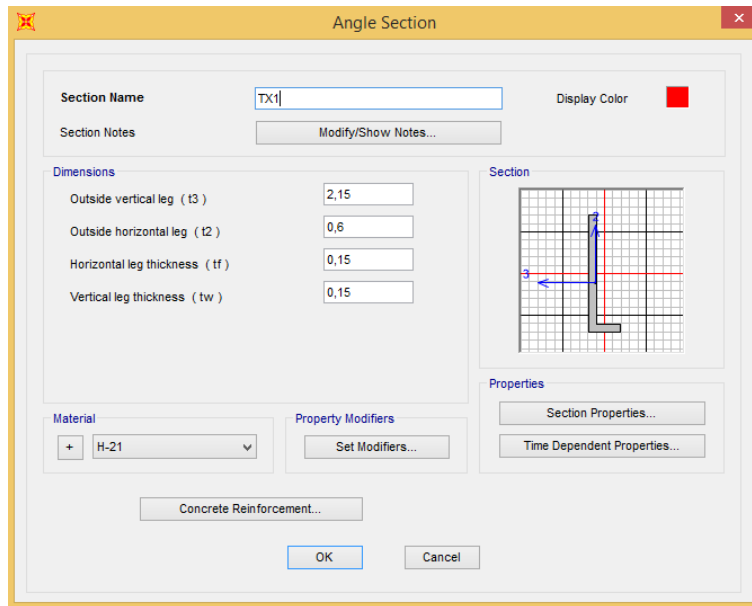 Angle Section
Section Name TX1 Display Color
Section Notes Modify/Show Notes...
Dimensions
Outside vertical leg ( t3 ) 2,15
Outside horizontal leg ( t2 ) 0,6
Horizontal leg thickness ( tf ) 0,15
Vertical leg thickness ( tw ) 0,15
Section
2
3
Properties
Section Properties...
Time Dependent Properties...
Material
+ H-21
Property Modifiers
Set Modifiers...
Concrete Reinforcement...
OK Cancel